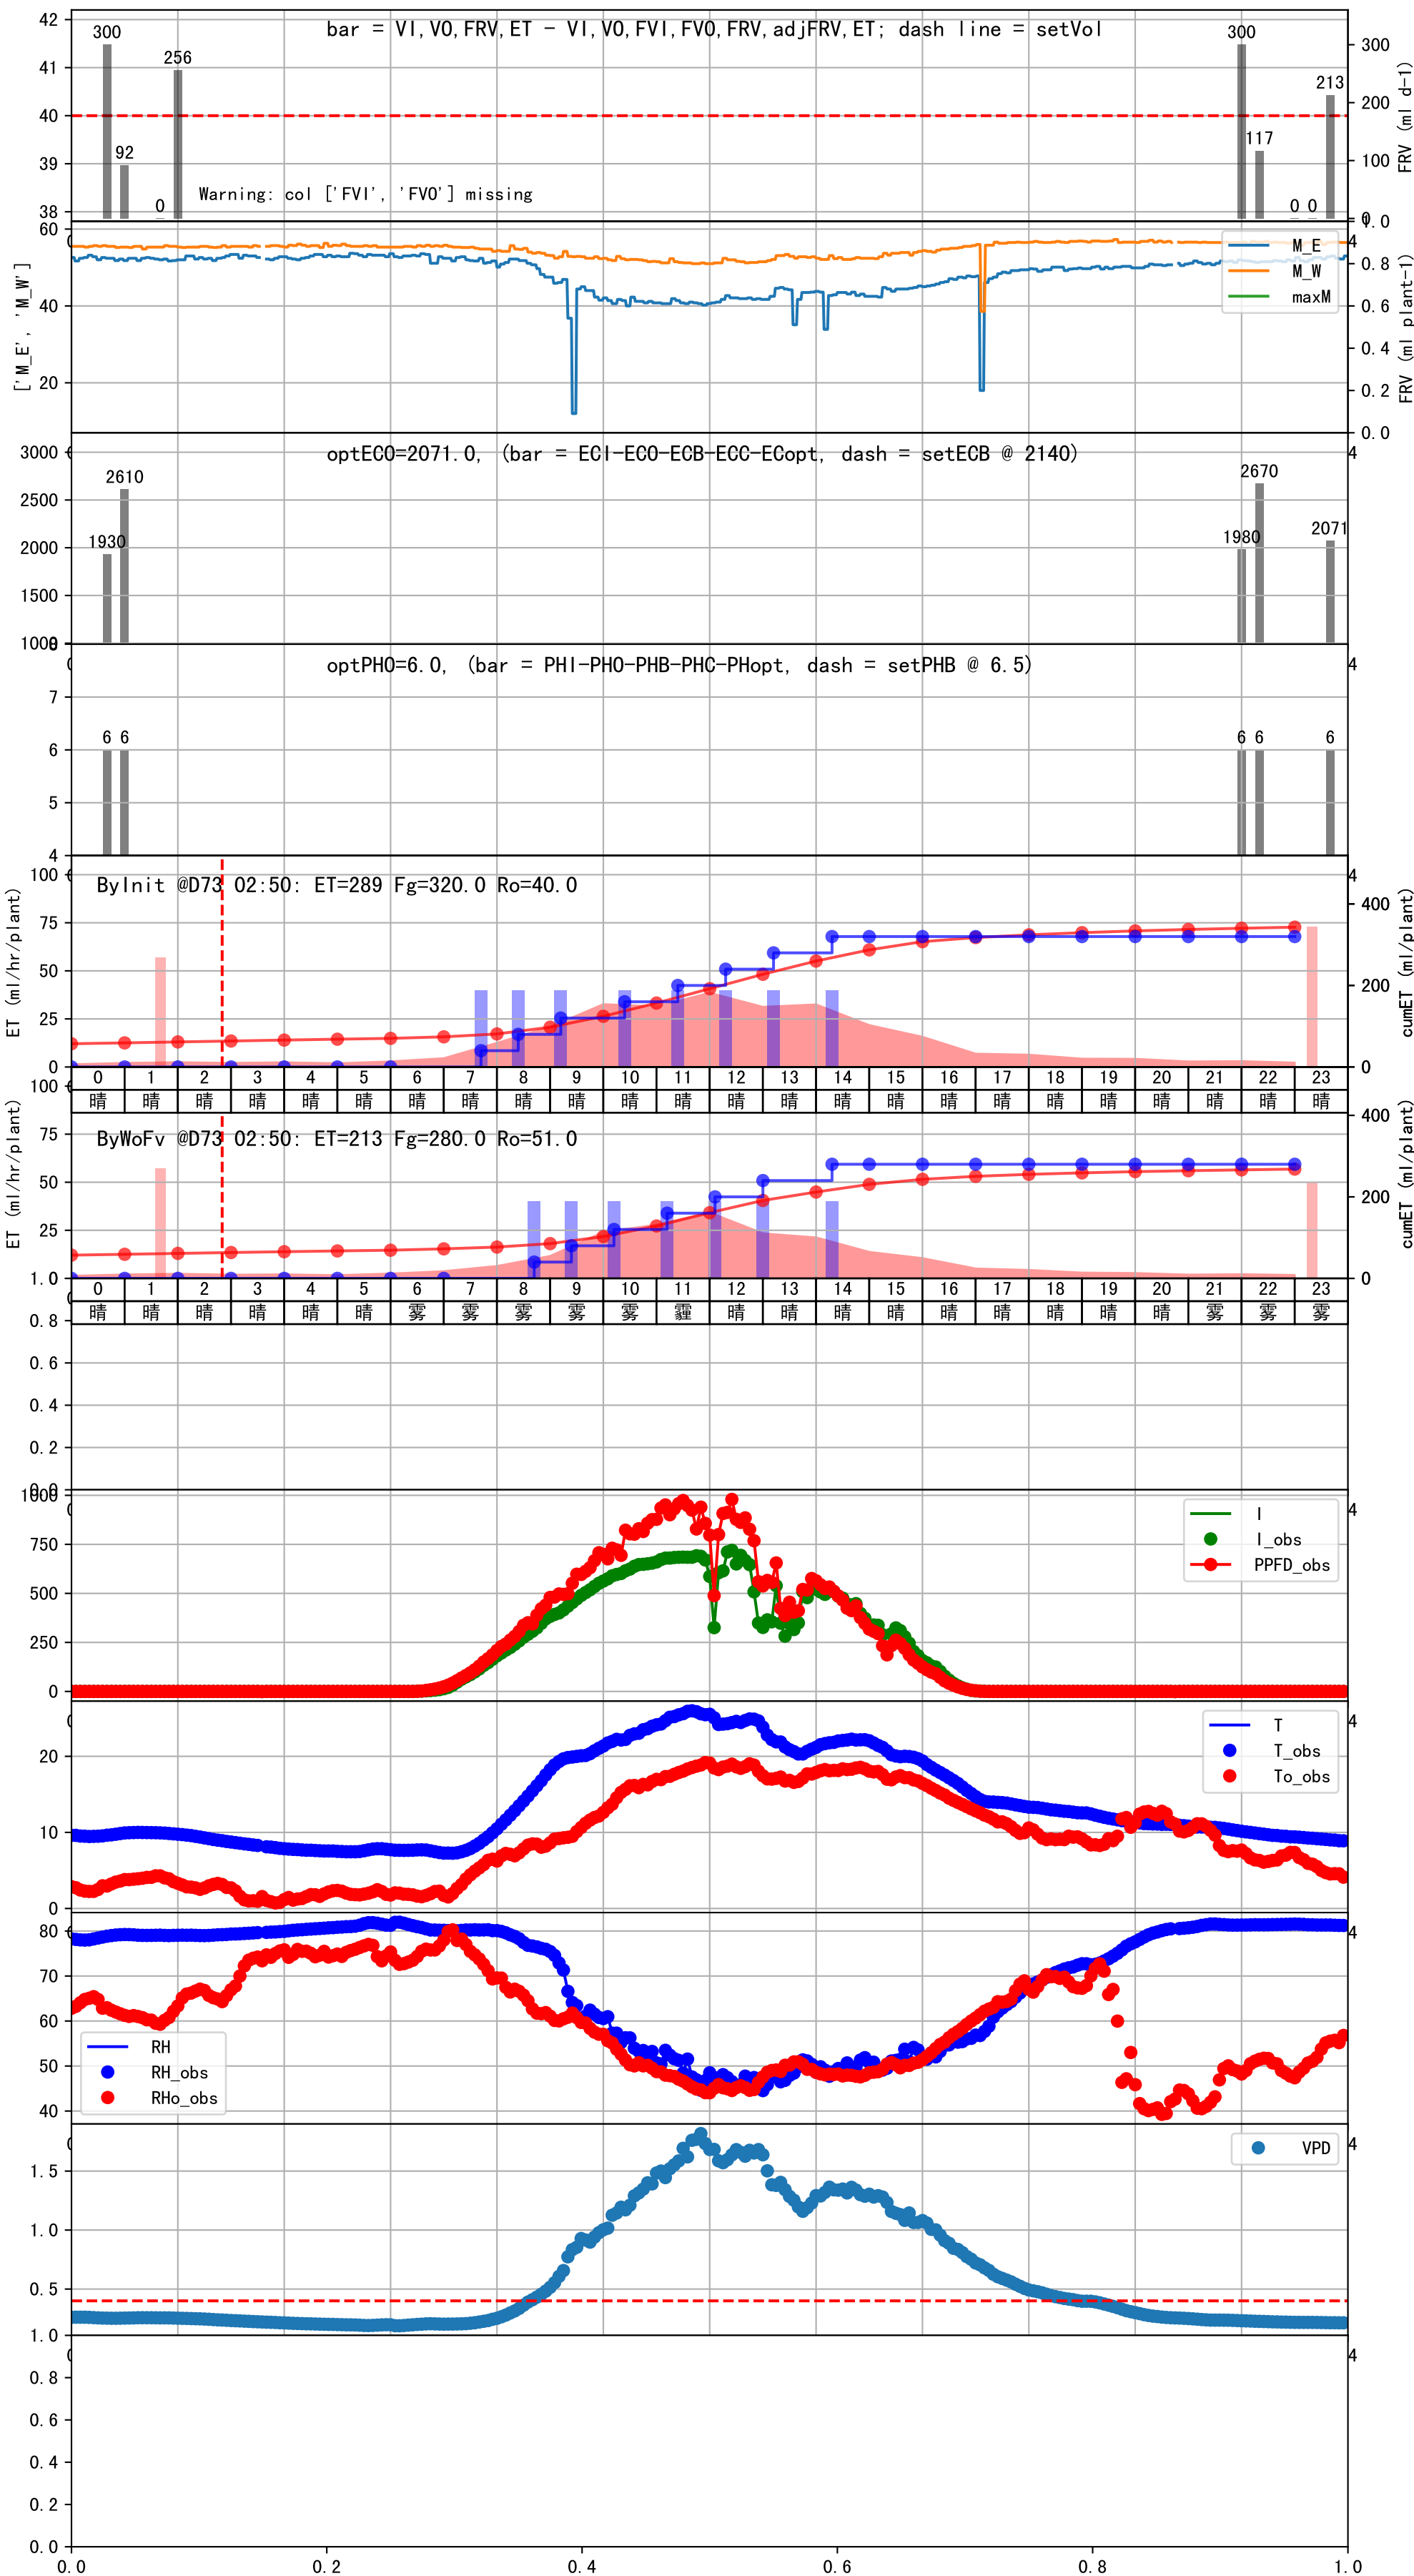 bar = VI,VO,FRV,ET - VI,VO,FVI,FVO,FRV,adjFRV,ET; dash line = setVol
42
41
40
39
38
300
92
0
256
300
117
0 0
213
Warning: col ['FVI', 'FVO'] missing
300
200
100
0
FRV (ml d-1)
60
40
20
['M_E', 'M_W']
M_E
M_W
maxM
1.0
0.8
0.6
0.4
0.2
0.0
FRV (ml plant-1)
optECO=2071.0, (bar = ECI-ECO-ECB-ECC-ECopt, dash = setECB @ 2140)
3000
2500
2000
1500
1000
1930
2610
1980
2670
2071
optPHO=6.0, (bar = PHI-PHO-PHB-PHC-PHopt, dash = setPHB @ 6.5)
7
6
5
4
6 6
6 6
6
ByInit @D73 02:50: ET=289 Fg=320.0 Ro=40.0
100
75
50
25
0
ET (ml/hr/plant)
400
200
0
cumET (ml/plant)
0 1 2 3 4 5 6 7 8 9 10 11 12 13 14 15 16 17 18 19 20 21 22 23
晴 晴 晴 晴 晴 晴 晴 晴 晴 晴 晴 晴 晴 晴 晴 晴 晴 晴 晴 晴 晴 晴 晴 晴
ByWoFv @D73 02:50: ET=213 Fg=280.0 Ro=51.0
100
75
50
25
ET (ml/hr/plant)
400
200
0
cumET (ml/plant)
0 1 2 3 4 5 6 7 8 9 10 11 12 13 14 15 16 17 18 19 20 21 22 23
晴 晴 晴 晴 晴 晴 雾 雾 雾 雾 雾 霾 晴 晴 晴 晴 晴 晴 晴 晴 晴 雾 雾 雾
1.0
0.8
0.6
0.4
0.2
0.0
1000
750
500
250
0
I
I_obs
PPFD_obs
20
10
0
T
T_obs
To_obs
80
70
60
50
40
RH
RH_obs
RHo_obs
1.5
1.0
0.5
VPD
1.0
0.8
0.6
0.4
0.2
0.0
0.0 0.2 0.4 0.6 0.8 1.0